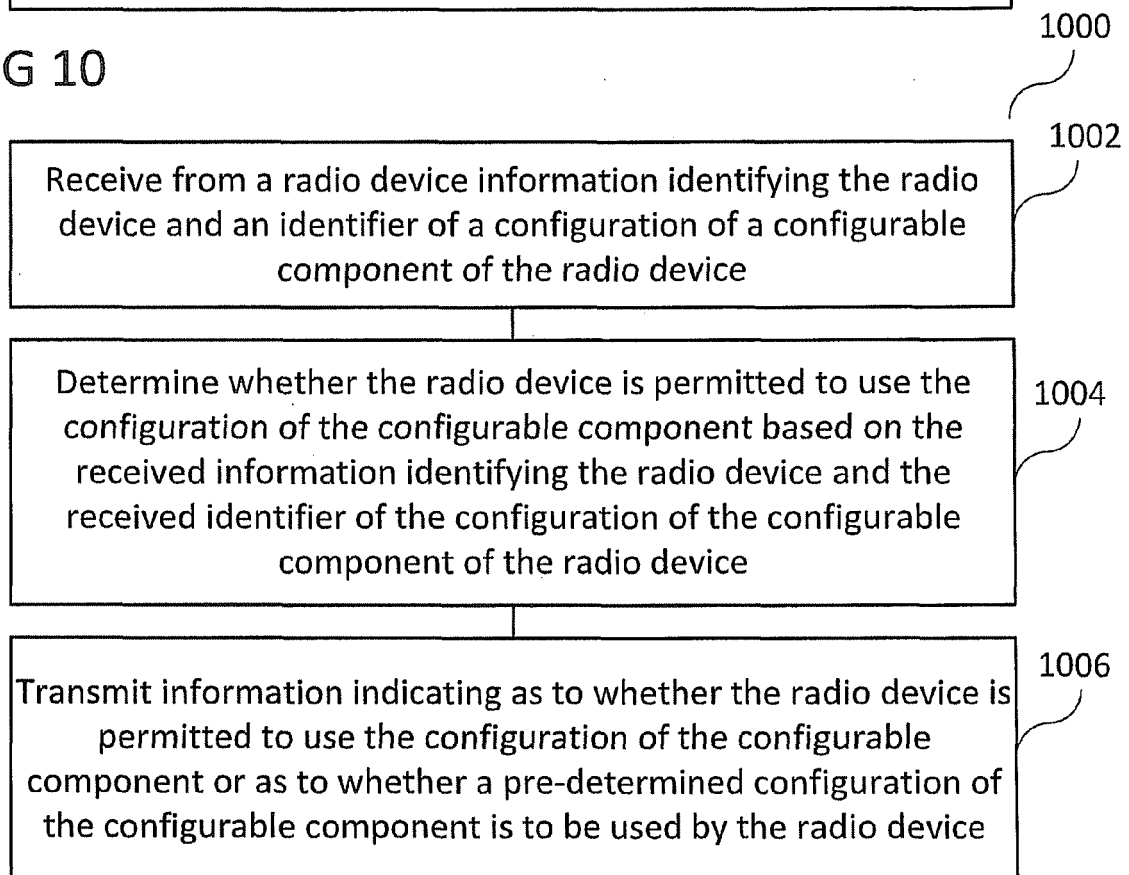 1000
G 10
1002
Receive from a radio device information identifying the radio
device and an identifier of a configuration of a configurable
component of the radio device
Determine whether the radio device is permitted to use the
configuration of the configurable component based on the
received information identifying the radio device and the
received identifier of the configuration of the configurable
component of the radio device
1004
Transmit information indicating as to whether the radio device is
permitted to use the configuration of the configurable
component or as to whether a pre-determined configuration of
the configurable component is to be used by the radio device
1006